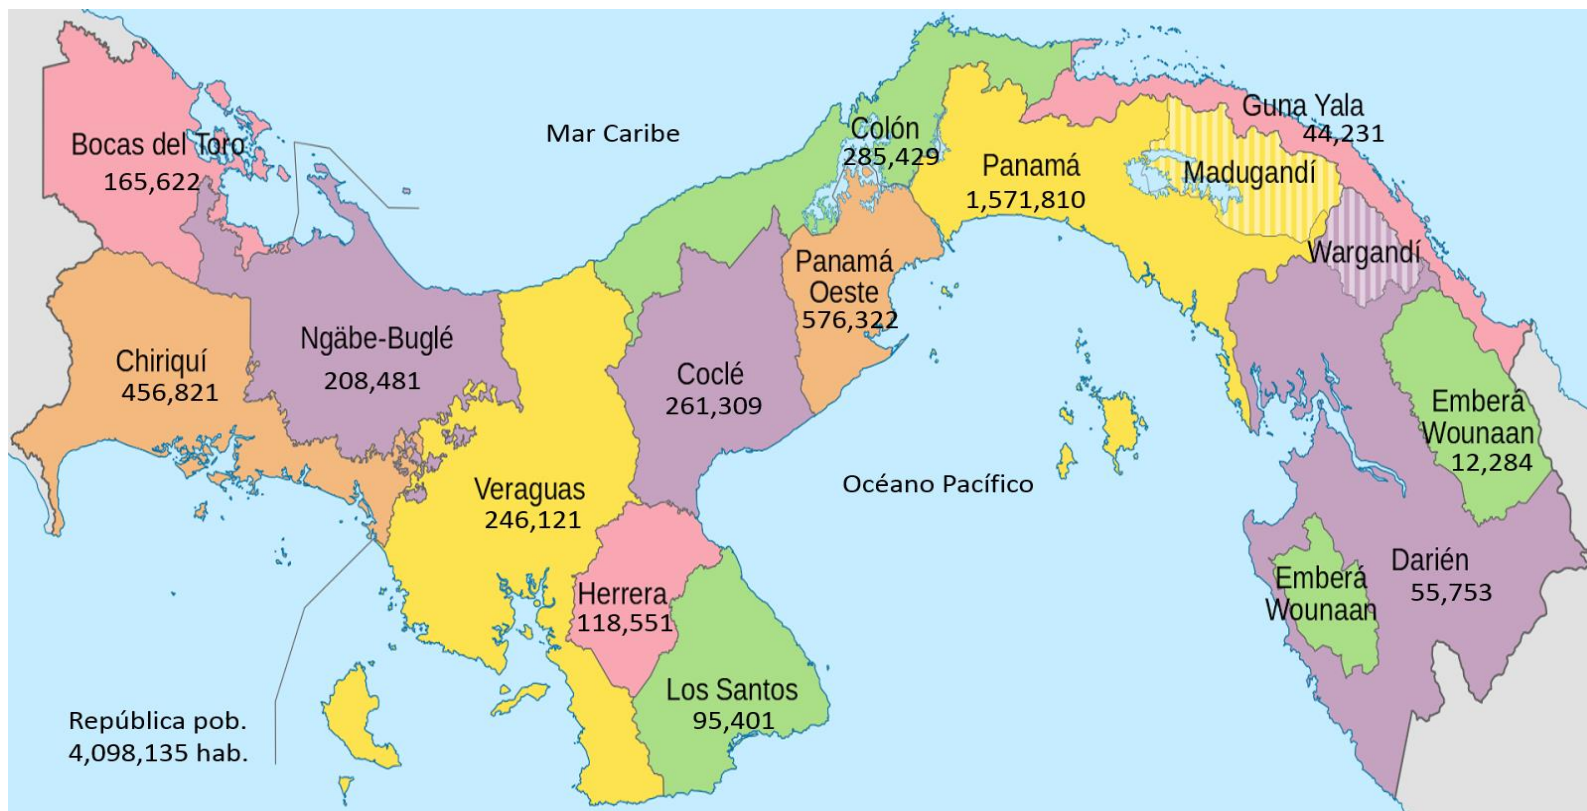 Mar Caribe
Bocas del Toro
165,622
Colón
285,429
Guna Yala
44,231
Panamá
1,571,810
Madugandí
Wargandí
Panamá
Oeste
576,322
Ngäbe-Buglé
208,481
Chiriquí
456,821
Coclé
261,309
Emberá
Wounaan
12,284
Océano Pacífico
Veraguas
246,121
Herrera
118,551
Emberá
Wounaan
Darién
55,753
Los Santos
95,401
República pob.
4,098,135 hab.